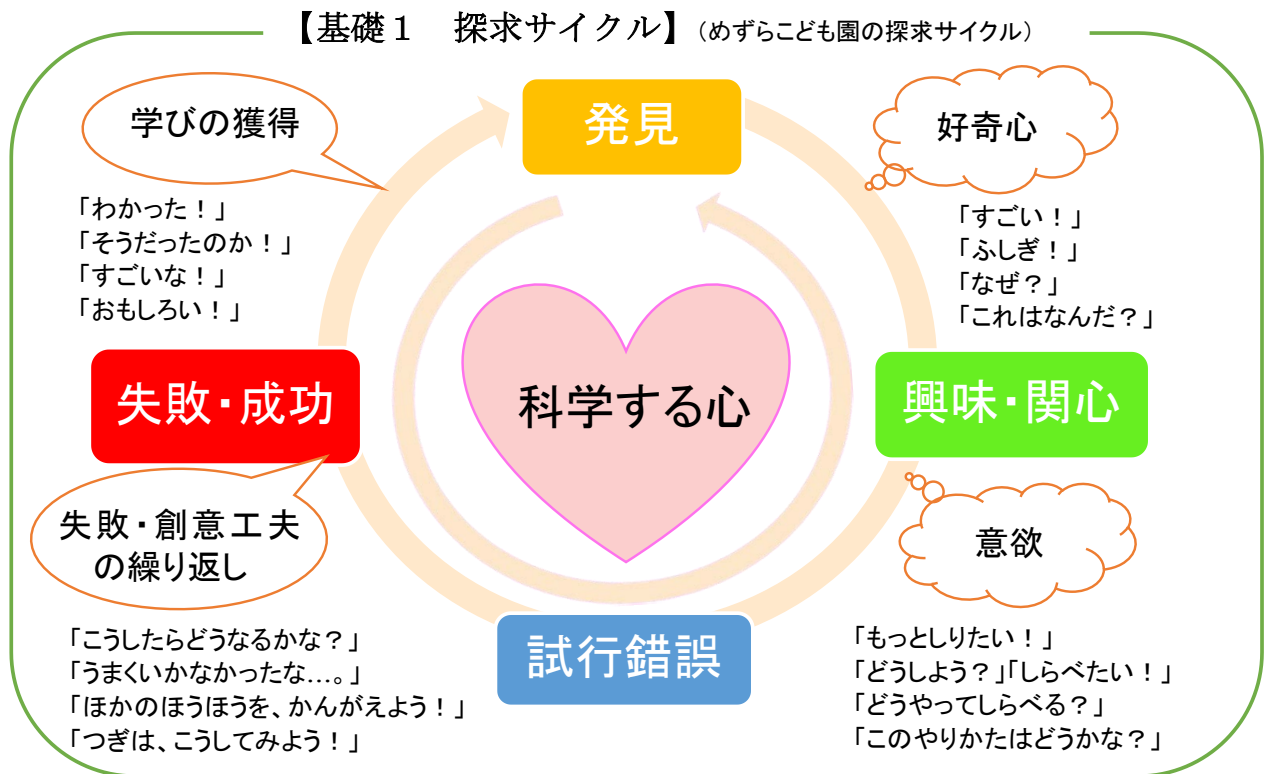 【基礎１　探求サイクル】（めずらこども園の探求サイクル）
発見
学びの獲得
「わかった！」
「そうだったのか！」
「すごいな！」
「おもしろい！」
好奇心
「すごい！」
「ふしぎ！」
「なぜ？」
「これはなんだ？」
失敗・成功
科学する心
興味・関心
失敗・創意工夫
の繰り返し
意欲
試行錯誤
「こうしたらどうなるかな？」
「うまくいかなかったな…。」
「ほかのほうほうを、かんがえよう！」
「つぎは、こうしてみよう！」
「もっとしりたい！」
「どうしよう？」「しらべたい！」
「どうやってしらべる？」
「このやりかたはどうかな？」